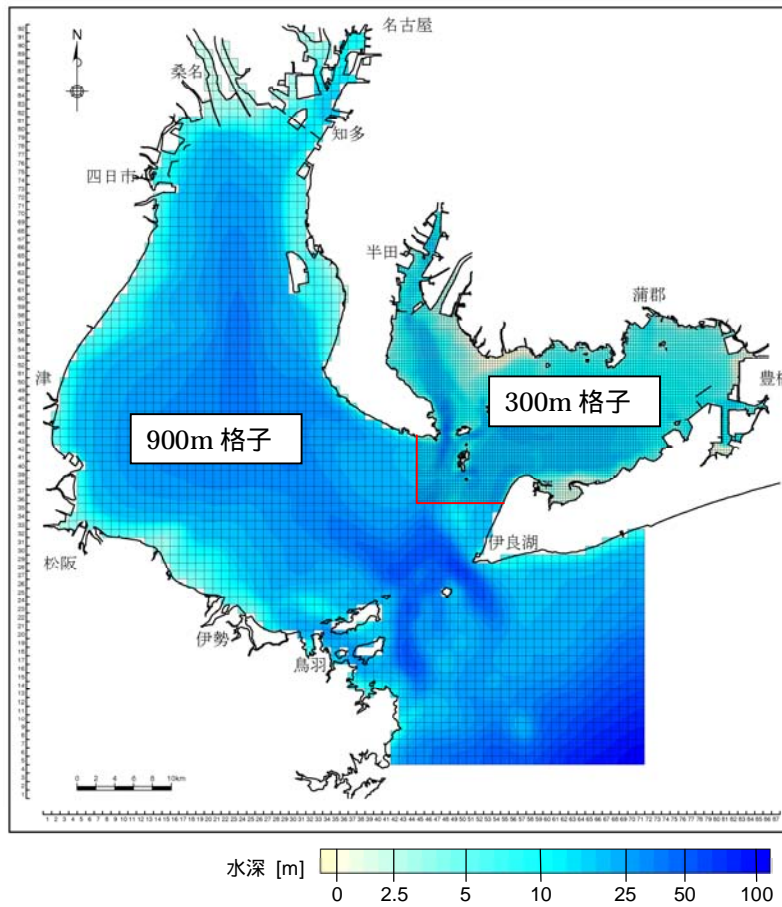 名古屋
N
桑名
知多
四日市
半田
蒲郡
津
豊橋
300m 格子
900m 格子
伊良湖
松阪
伊勢
鳥羽
0 2 4 6 8 10km
水深 [m]
0 2.5 5 10 25 50 100